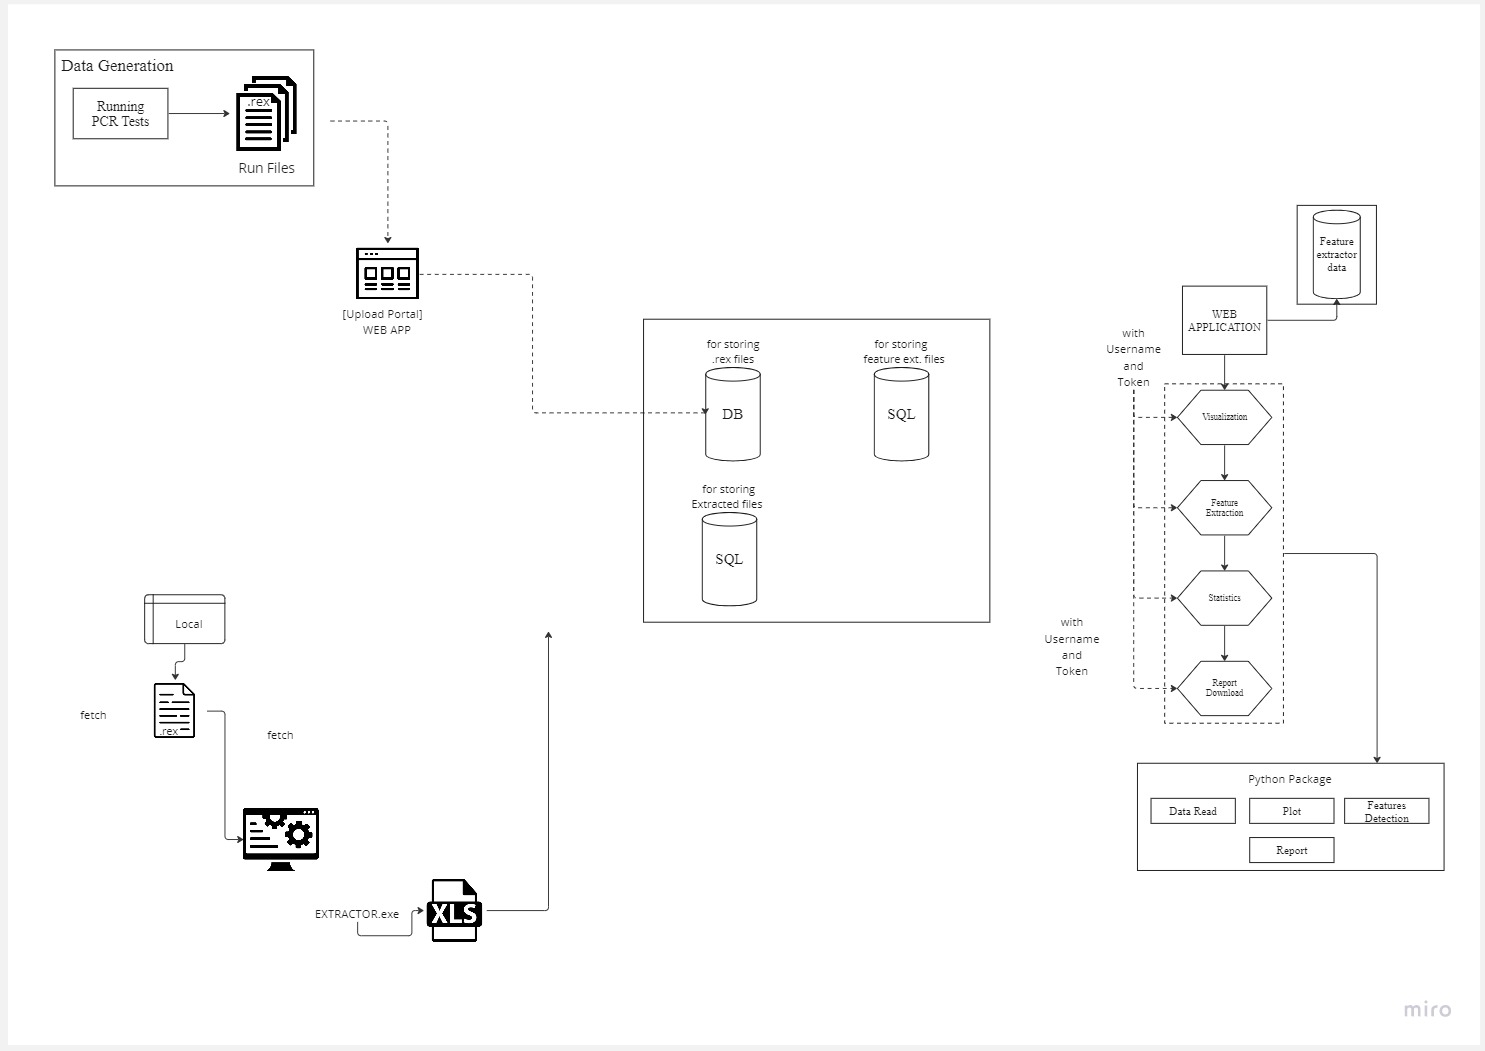 Data Generation
Running
PCR Tests
.rex
Run Files
[Upload Portal]
WEB APP
for storing
.rex files
DB
for storing
feature ext. files
SQL
for storing
Extracted files
SQL
Feature
extractor
data
WEB
APPLICATION
with
Username
and
Token
Visualization
Feature
Extraction
Statistics
Report
Download
with
Username
and
Token
Local
.rex
fetch
fetch
EXTRACTOR.exe
XLS
Python Package
Data Read
Plot
Features
Detection
Report
miro